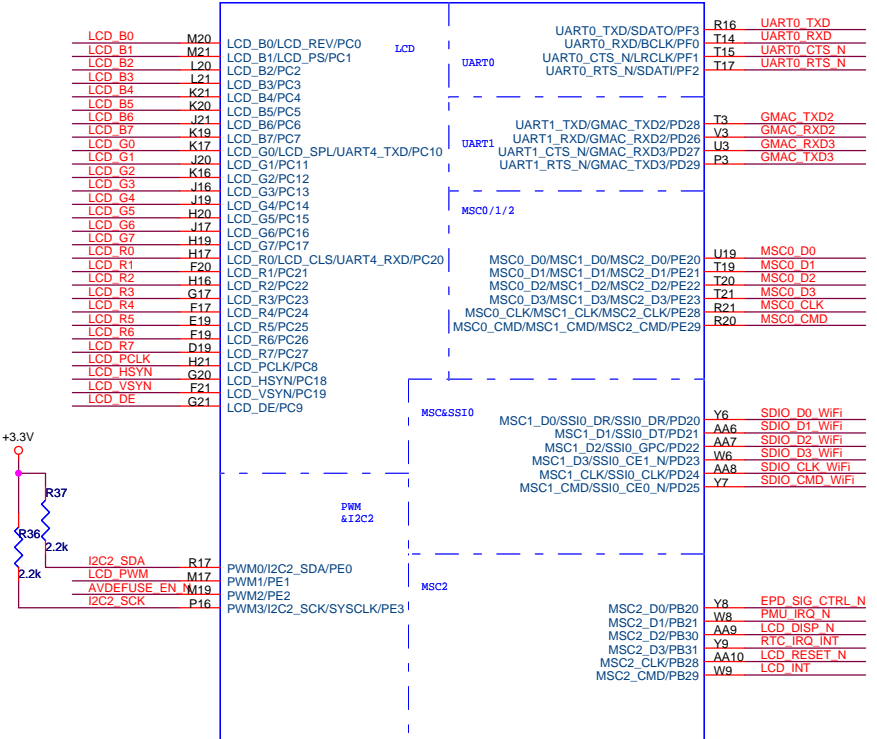 LCD_B0 M20 LCD_B0/LCD_REV/PC0
LCD_B1 M21 LCD_B1/LCD_PS/PC1
LCD_B2 L20 LCD_B2/PC2
LCD_B3 L21 LCD_B3/PC3
LCD_B4 K21 LCD_B4/PC4
LCD_B5 K20 LCD_B5/PC5
LCD_B6 J21 LCD_B6/PC6
LCD_B7 K19 LCD_B7/PC7
LCD_G0 K17 LCD_G0/LCD_SPL/UART4_TXD/PC10
LCD_G1 J20 LCD_G1/PC11
LCD_G2 K16 LCD_G2/PC12
LCD_G3 J16 LCD_G3/PC13
LCD_G4 J19 LCD_G4/PC14
LCD_G5 H20 LCD_G5/PC15
LCD_G6 J17 LCD_G6/PC16
LCD_G7 H19 LCD_G7/PC17
LCD_R0 H17 LCD_R0/LCD_CLS/UART4_RXD/PC20
LCD_R1 F20 LCD_R1/PC21
LCD_R2 H16 LCD_R2/PC22
LCD_R3 G17 LCD_R3/PC23
LCD_R4 F17 LCD_R4/PC24
LCD_R5 E19 LCD_R5/PC25
LCD_R6 F19 LCD_R6/PC26
LCD_R7 D19 LCD_R7/PC27
LCD_PCLK H21 LCD_PCLK/PC8
LCD_HSYN G20 LCD_HSYN/PC18
LCD_VSYN F21 LCD_VSYN/PC19
LCD_DE G21 LCD_DE/PC9
LCD
+3.3V
R37
2.2k
R36
2.2k
PWM
&I2C2
I2C2_SDA R17 PWM0/I2C2_SDA/PE0
LCD_PWM M17 PWM1/PE1
AVDEFUSE_EN_N M19 PWM2/PE2
I2C2_SCK P16 PWM3/I2C2_SCK/SYSCLK/PE3
UART0
UART0_TXD/SDATO/PF3 R16 UART0_TXD
UART0_RXD/BCLK/PF0 T14 UART0_RXD
UART0_CTS_N/LRCLK/PF1 T15 UART0_CTS_N
UART0_RTS_N/SDATI/PF2 T17 UART0_RTS_N
UART1
UART1_TXD/GMAC_TXD2/PD28 T3 GMAC_TXD2
UART1_RXD/GMAC_RXD2/PD26 V3 GMAC_RXD2
UART1_CTS_N/GMAC_RXD3/PD27 U3 GMAC_RXD3
UART1_RTS_N/GMAC_TXD3/PD29 P3 GMAC_TXD3
MSC0/1/2
MSC0_D0/MSC1_D0/MSC2_D0/PE20 U19 MSC0_D0
MSC0_D1/MSC1_D1/MSC2_D1/PE21 T19 MSC0_D1
MSC0_D2/MSC1_D2/MSC2_D2/PE22 T20 MSC0_D2
MSC0_D3/MSC1_D3/MSC2_D3/PE23 T21 MSC0_D3
MSC0_CLK/MSC1_CLK/MSC2_CLK/PE28 R21 MSC0_CLK
MSC0_CMD/MSC1_CMD/MSC2_CMD/PE29 R20 MSC0_CMD
MSC&SSI0
MSC1_D0/SSI0_DR/SSI0_DR/PD20 Y6 SDIO_D0_WiFi
MSC1_D1/SSI0_DT/PD21 AA6 SDIO_D1_WiFi
MSC1_D2/SSI0_GPC/PD22 AA7 SDIO_D2_WiFi
MSC1_D3/SSI0_CE1_N/PD23 W6 SDIO_D3_WiFi
MSC1_CLK/SSI0_CLK/PD24 AA8 SDIO_CLK_WiFi
MSC1_CMD/SSI0_CE0_N/PD25 Y7 SDIO_CMD_WiFi
MSC2
MSC2_D0/PB20 Y8 EPD_SIG_CTRL_N
MSC2_D1/PB21 W8 PMU_IRQ_N
MSC2_D2/PB30 AA9 LCD_DISP_N
MSC2_D3/PB31 Y9 RTC_IRQ_INT
MSC2_CLK/PB28 AA10 LCD_RESET_N
MSC2_CMD/PB29 W9 LCD_INT